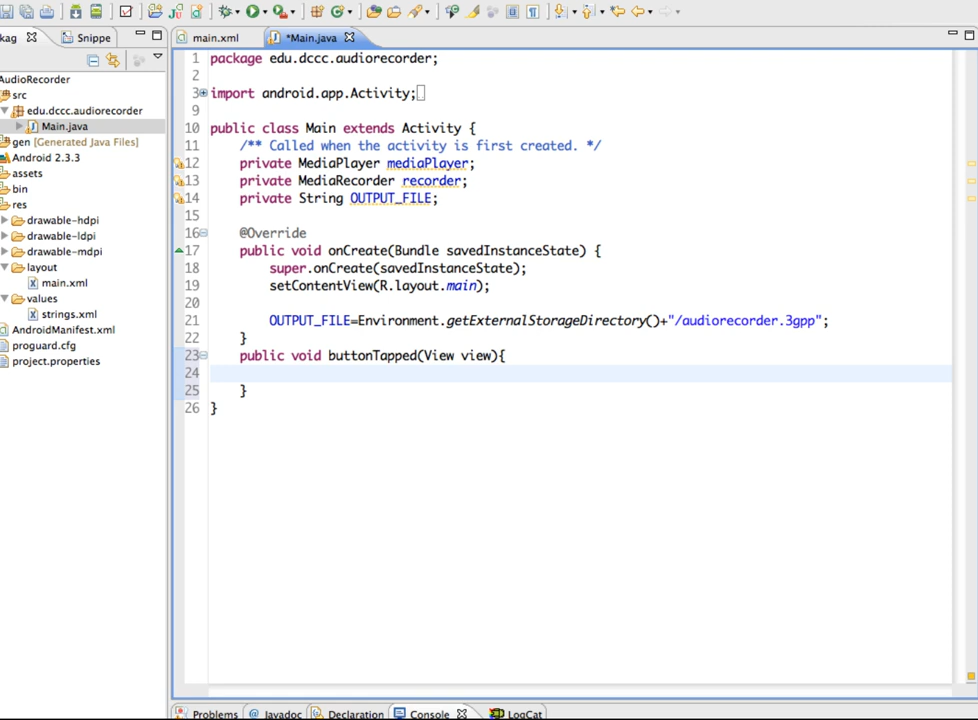 main.xml
*Main.java
kag
Snippe
AudioRecorder
src
edu.dccc.audiorecorder
Main.java
gen [Generated Java Files]
Android 2.3.3
assets
bin
res
drawable-hdpi
drawable-ldpi
drawable-mdpi
layout
main.xml
values
strings.xml
AndroidManifest.xml
proguard.cfg
project.properties
1 package edu.dccc.audiorecorder;
2
3 import android.app.Activity;
9
10 public class Main extends Activity {
11 /** Called when the activity is first created. */
12 private MediaPlayer mediaPlayer;
13 private MediaRecorder recorder;
14 private String OUTPUT_FILE;
15
16 @Override
17 public void onCreate(Bundle savedInstanceState) {
18 super.onCreate(savedInstanceState);
19 setContentView(R.layout.main);
20
21 OUTPUT_FILE=Environment.getExternalStorageDirectory()+"/audiorecorder.3gpp";
22 }
23 public void buttonTapped(View view){
24
25 }
26 }
Problems @ Javadoc Declaration Console LogCat